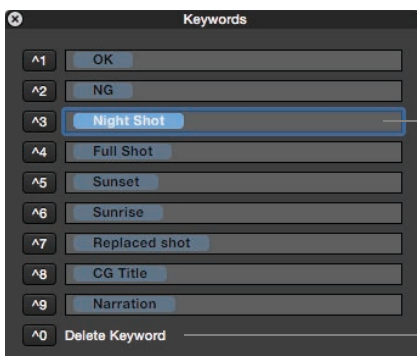 Keywords
^1 OK
^2 NG
^3 Night Shot
^4 Full Shot
^5 Sunset
^6 Sunrise
^7 Replaced shot
^8 CG Title
^9 Narration
^0 Delete Keyword